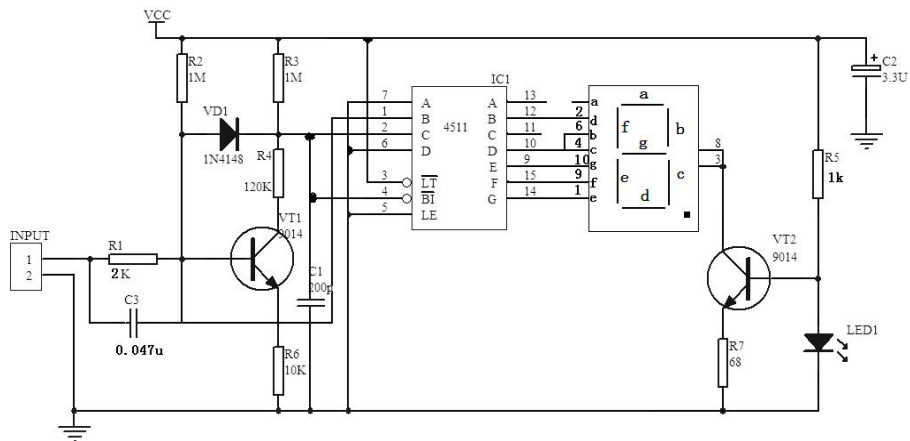 VCC
R2
1M
R3
1M
IC1
C2
3.3U
+
VD1
1N4148
7
1
2
6
3
4
5
A
B
C
D
LT
BI
LE
4511
A
B
C
D
E
F
G
13
12
11
10
9
15
14
a
2 d
6 b
4 c
10 g
9 f
1 e
a
f
b
g
e
c
d
8
3
R4
120K
R5
1k
VT1
9014
VT2
9014
INPUT
1
2
R1
2K
C1
200p
C3
0.047u
R6
10K
R7
68
LED1